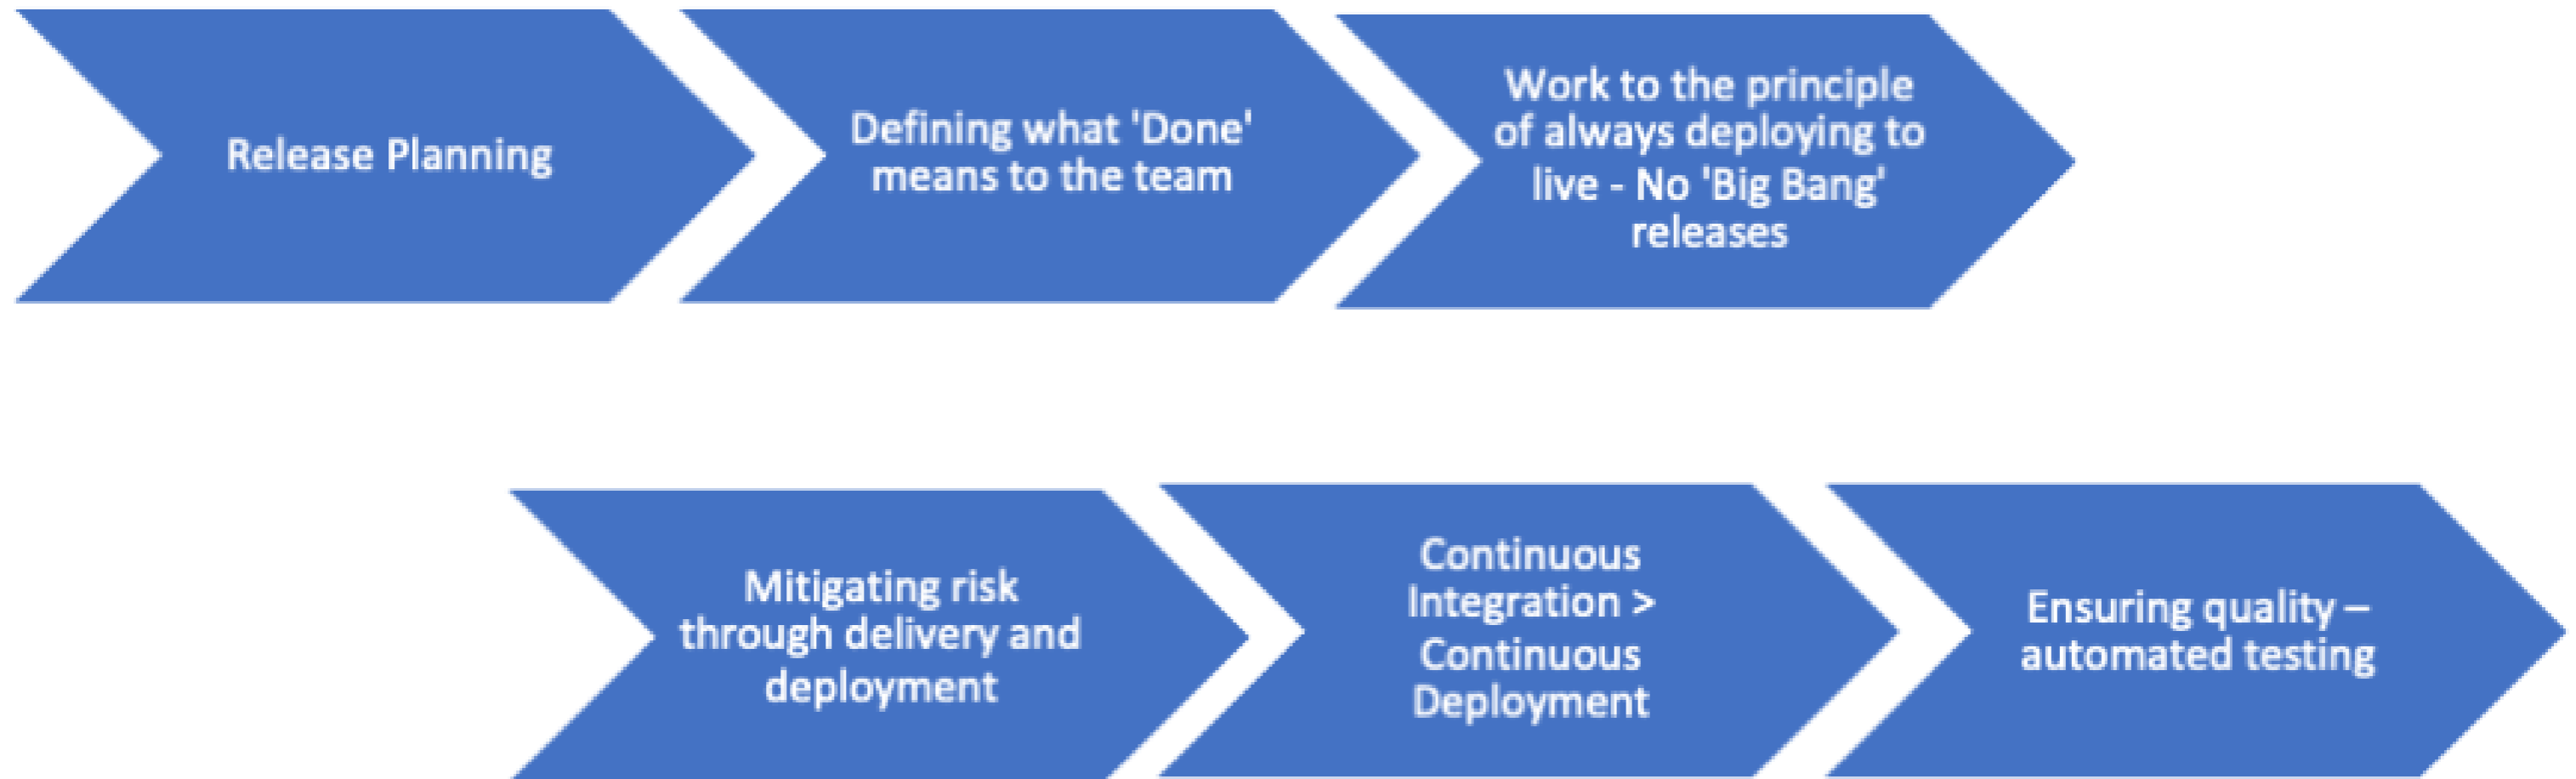 Release Planning
Defining what 'Done'
means to the team
Work to the principle
of always deploying to
live - No 'Big Bang'
releases
Mitigating risk
through delivery and
deployment
Continuous
Integration >
Continuous
Deployment
Ensuring quality –
automated testing